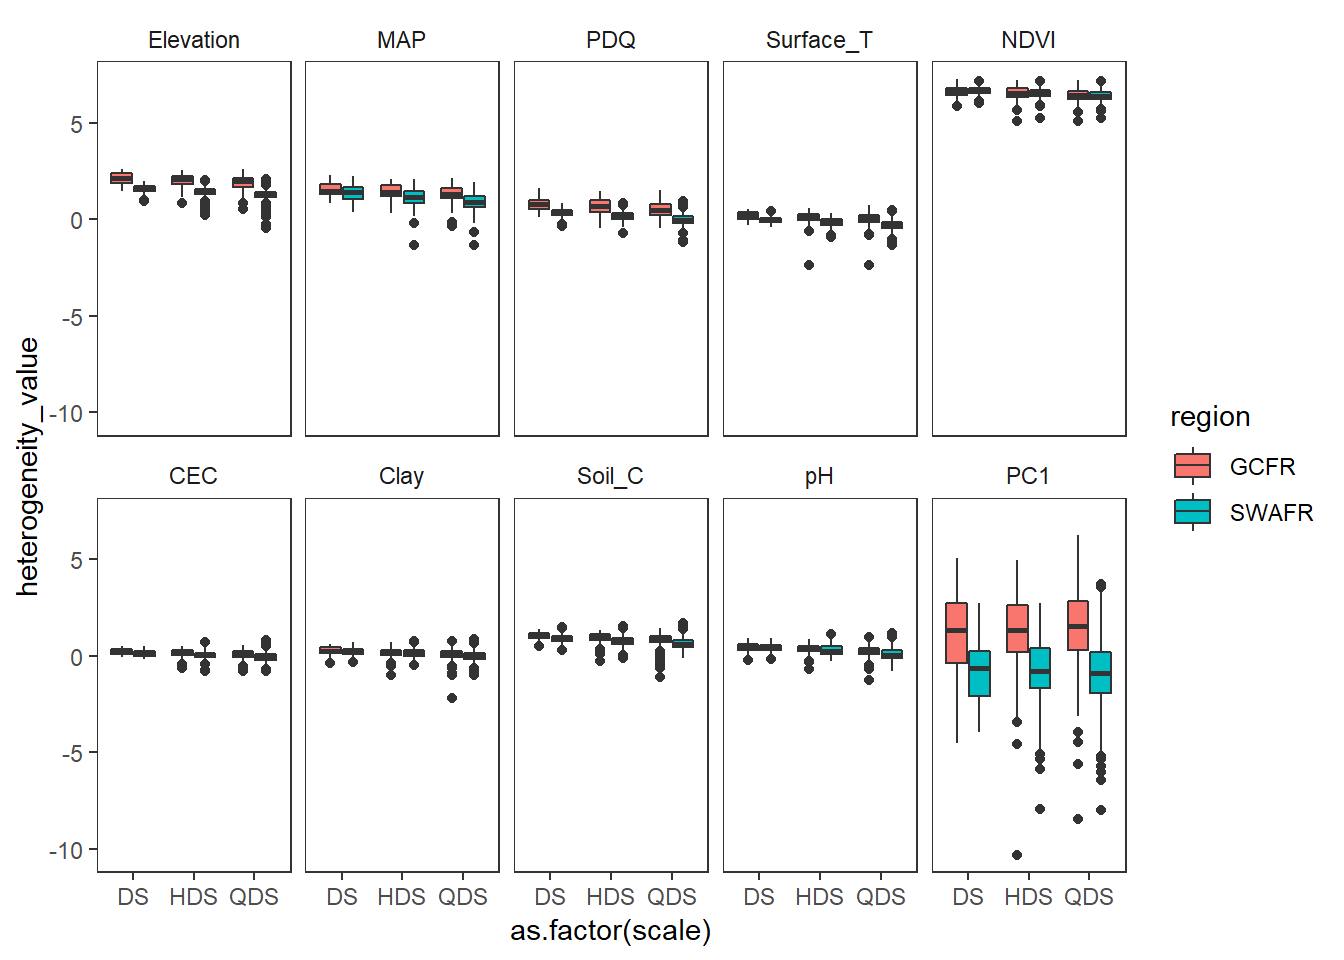 Elevation MAP PDQ Surface_T NDVI
5
0
-5
-10
heterogeneity_value
CEC Clay Soil_C pH PC1
5
0
-5
-10
DS HDS QDS DS HDS QDS DS HDS QDS DS HDS QDS DS HDS QDS
as.factor(scale)
region
GCFR
SWAFR